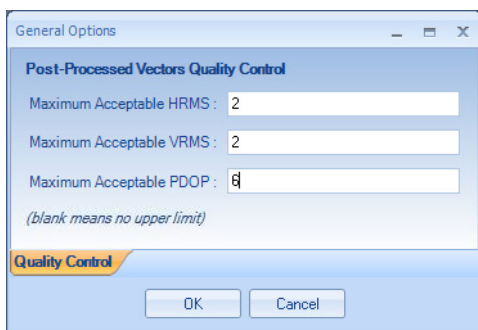 General Options
Post-Processed Vectors Quality Control
Maximum Acceptable HRMS : 2
Maximum Acceptable VRMS : 2
Maximum Acceptable PDOP : 6
(blank means no upper limit)
Quality Control
OK Cancel